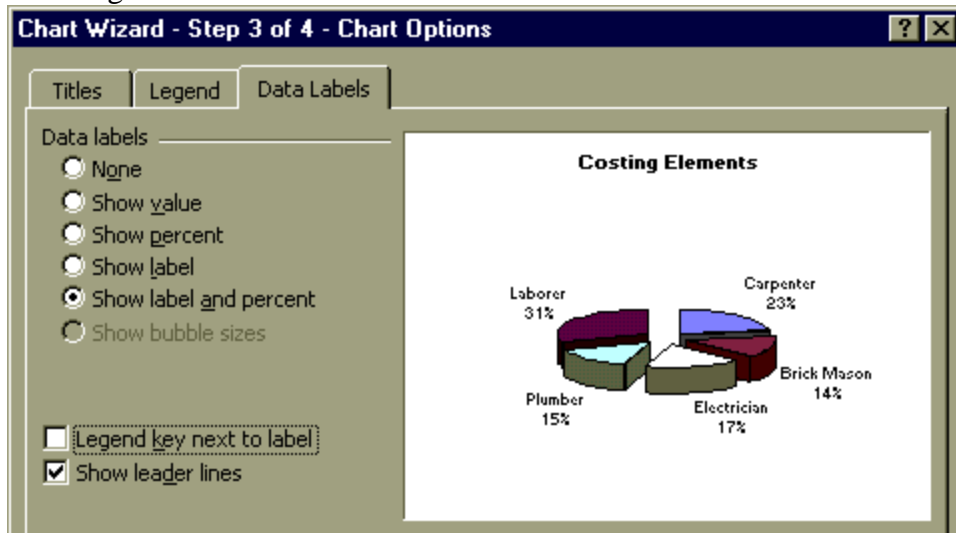 Chart Wizard - Step 3 of 4 - Chart Options
Titles
Legend
Data Labels
Data labels
None
Show value
Show percent
Show label
Show label and percent
Show bubble sizes
Legend key next to label
Show leader lines
Costing Elements
Laborer
31%
Carpenter
23%
Brick Mason
14%
Plumber
15%
Electrician
17%